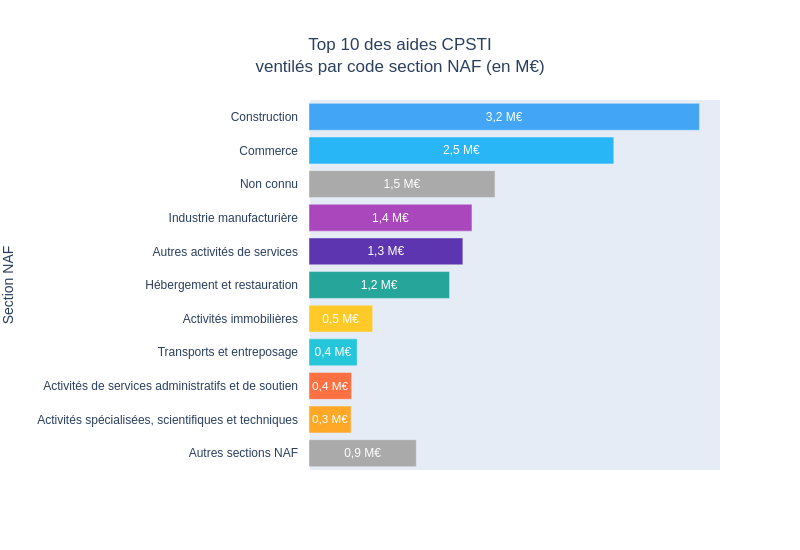 Top 10 des aides CPSTI
ventilés par code section NAF (en M€)
Section NAF
Construction 3,2 M€
Commerce 2,5 M€
Non connu 1,5 M€
Industrie manufacturière 1,4 M€
Autres activités de services 1,3 M€
Hébergement et restauration 1,2 M€
Activités immobilières 0,5 M€
Transports et entreposage 0,4 M€
Activités de services administratifs et de soutien 0,4 M€
Activités spécialisées, scientifiques et techniques 0,3 M€
Autres sections NAF 0,9 M€